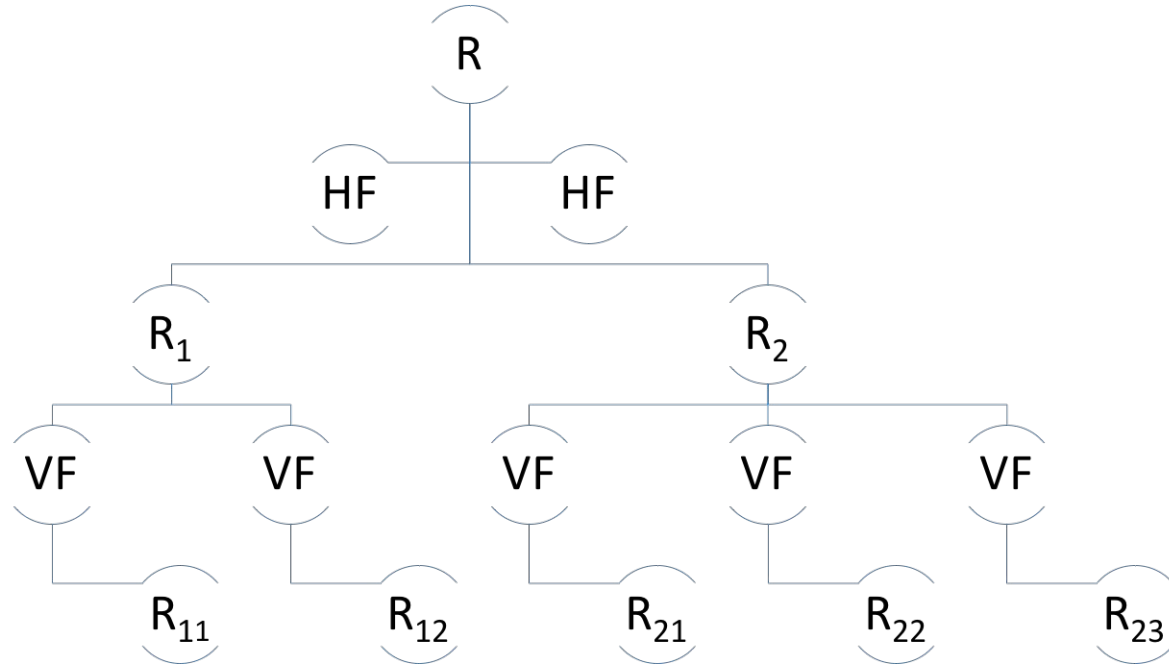 R
HF HF
R₁ R₂
VF VF VF VF VF
R₁₁ R₁₂ R₂₁ R₂₂ R₂₃